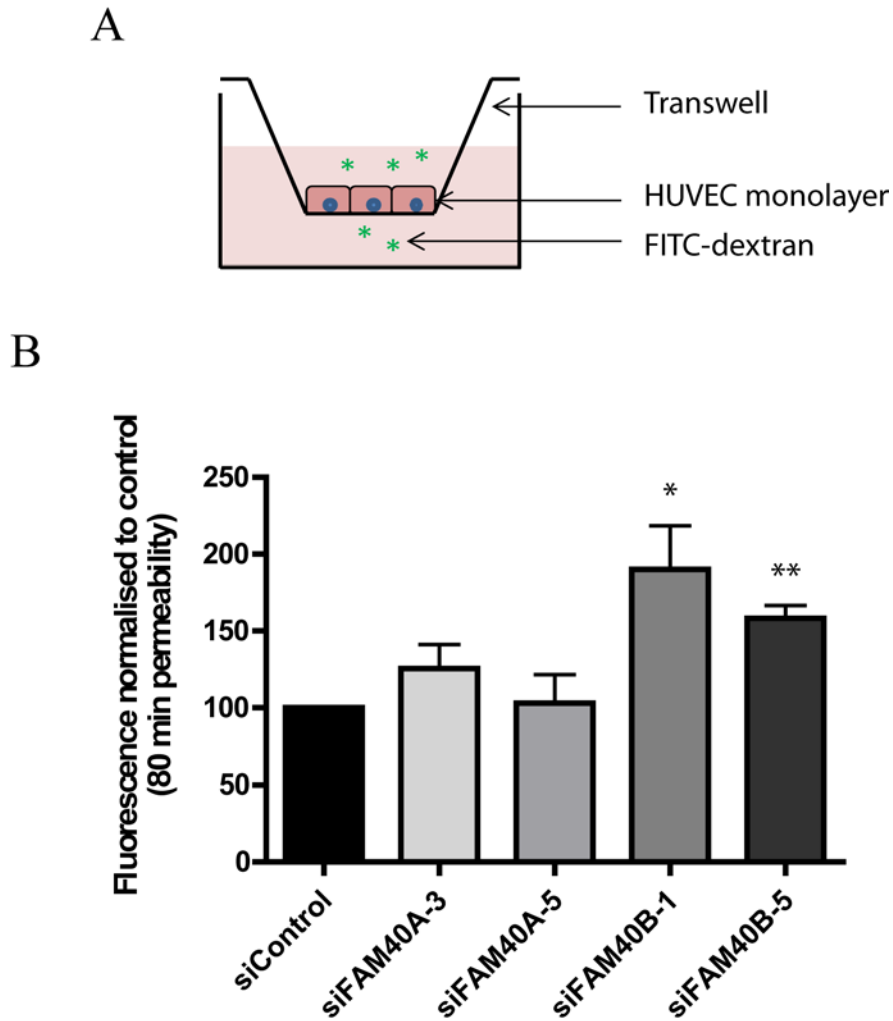 A
Transwell
HUVEC monolayer
FITC-dextran
B
Fluorescence normalised to control
(80 min permeability)
250
200
150
100
50
0
*
**
siControl
siFAM40A-3
siFAM40A-5
siFAM40B-1
siFAM40B-5